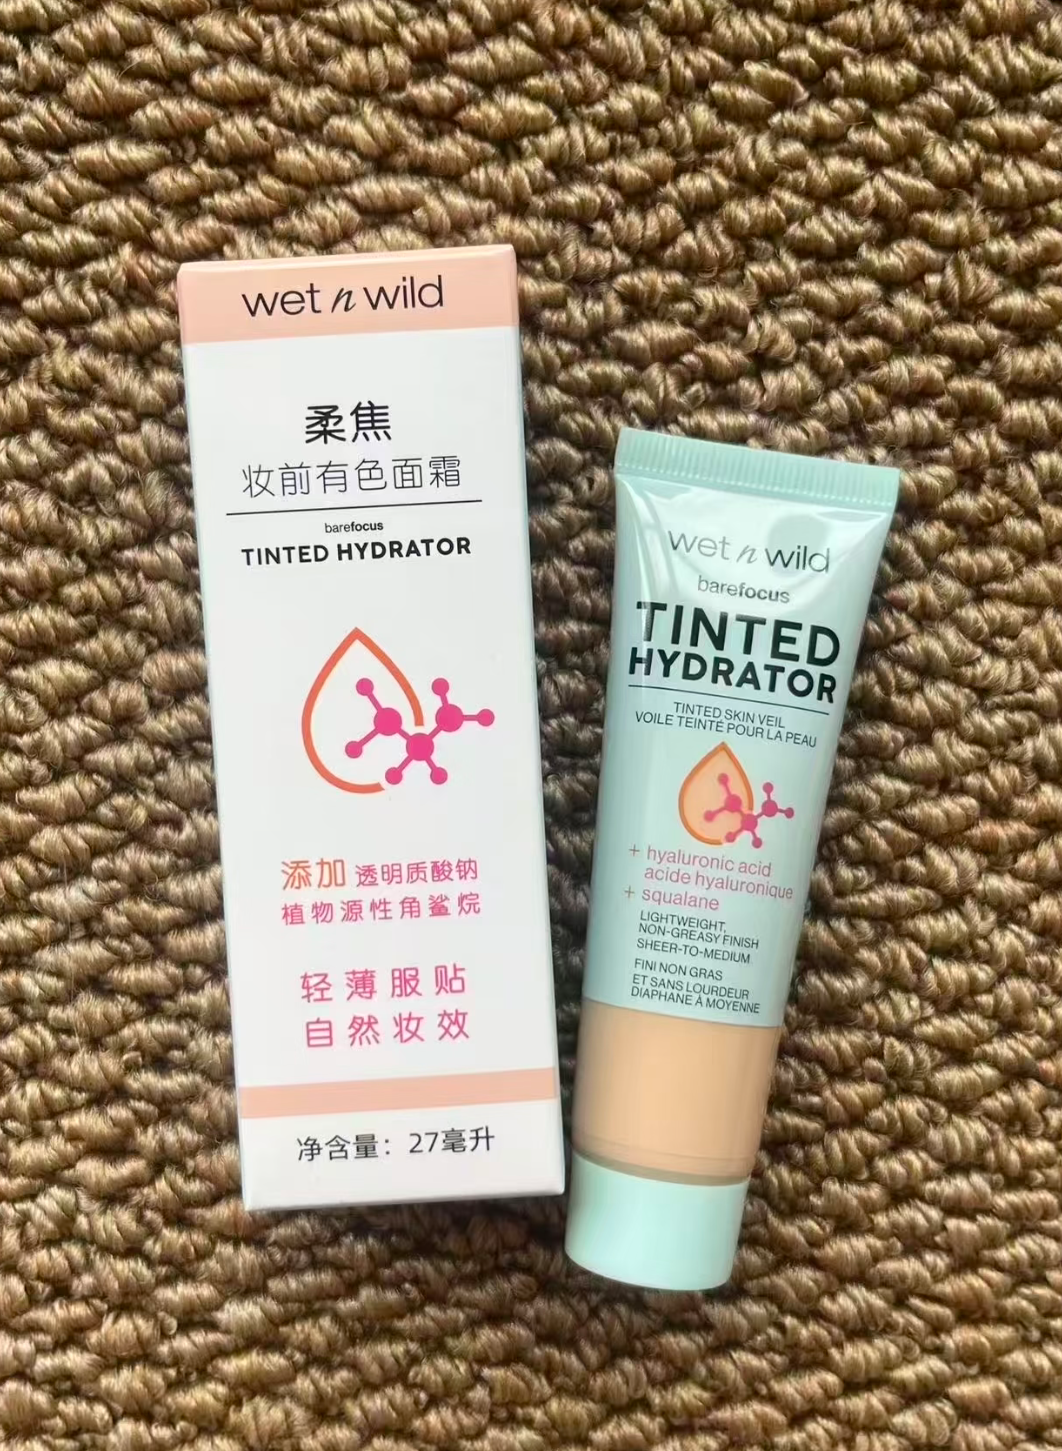 wet n wild
柔焦
妆前有色面霜
barefocus
TINTED HYDRATOR
添加 透明质酸钠
植物源性角鲨烷
轻薄服贴
自然妆效
净含量：27毫升
wet n wild
barefocus
TINTED
HYDRATOR
TINTED SKIN VEIL
VOILE TEINTÉ POUR LA PEAU
+ hyaluronic acid
acide hyaluronique
+ squalane
LIGHTWEIGHT,
NON-GREASY FINISH
SHEER-TO-MEDIUM
FINI NON GRAS
ET SANS LOURDEUR
DIAPHANE À MOYENNE